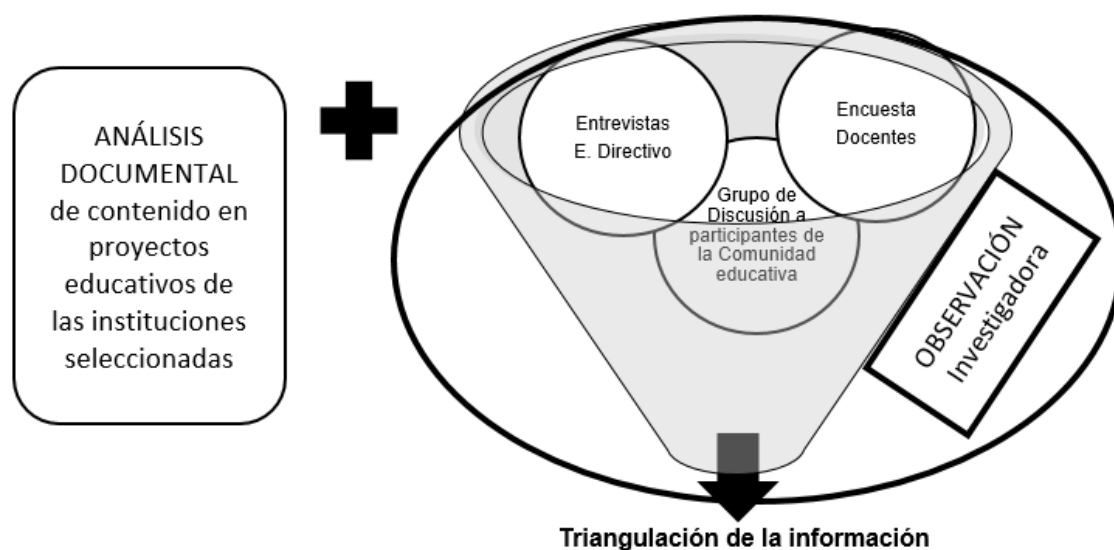 ANÁLISIS
DOCUMENTAL
de contenido en
proyectos
educativos de
las instituciones
seleccionadas
Entrevistas
E. Directivo
Encuesta
Docentes
Grupo de
Discusión a
participantes de
la Comunidad
educativa
OBSERVACIÓN
Investigadora
Triangulación de la información